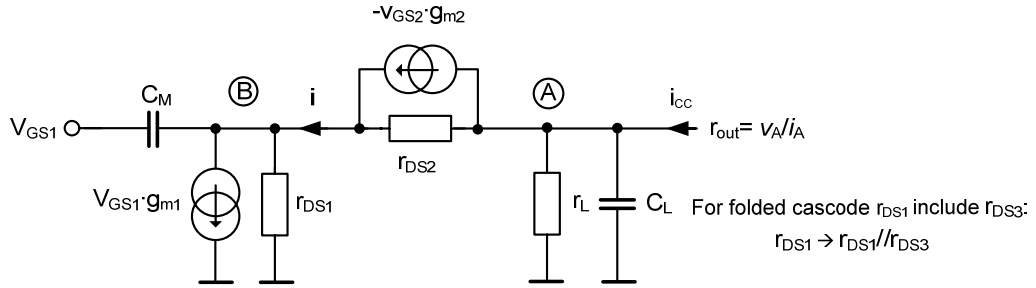 -vGS2·gm2
CM
B
i
A
icc
VGS1
rout= vA/iA
rDS2
VGS1·gm1
rDS1
rL
CL
For folded cascode rDS1 include rDS3:
rDS1 → rDS1//rDS3